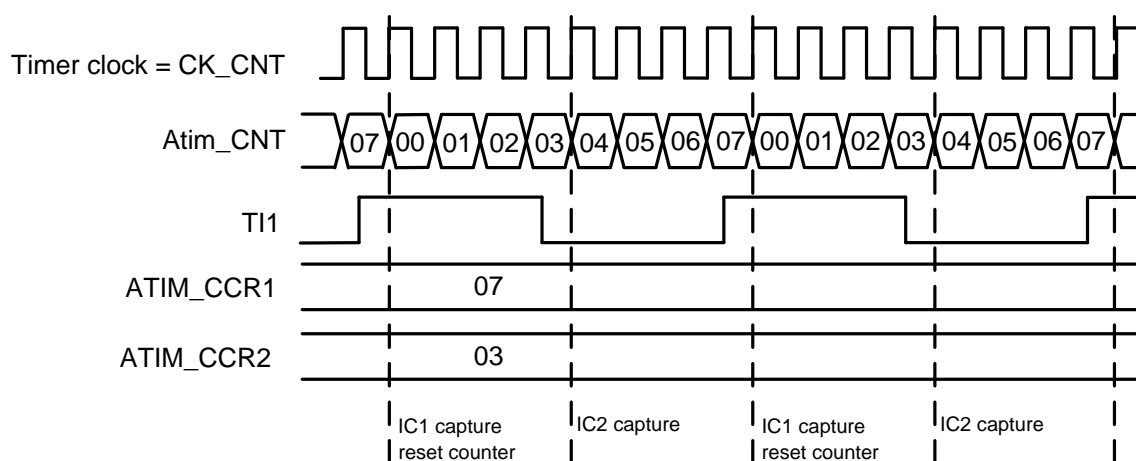 Timer clock = CK_CNT
Atim_CNT 07 00 01 02 03 04 05 06 07 00 01 02 03 04 05 06 07
TI1
ATIM_CCR1 07
ATIM_CCR2 03
IC1 capture IC2 capture IC1 capture IC2 capture
reset counter reset counter